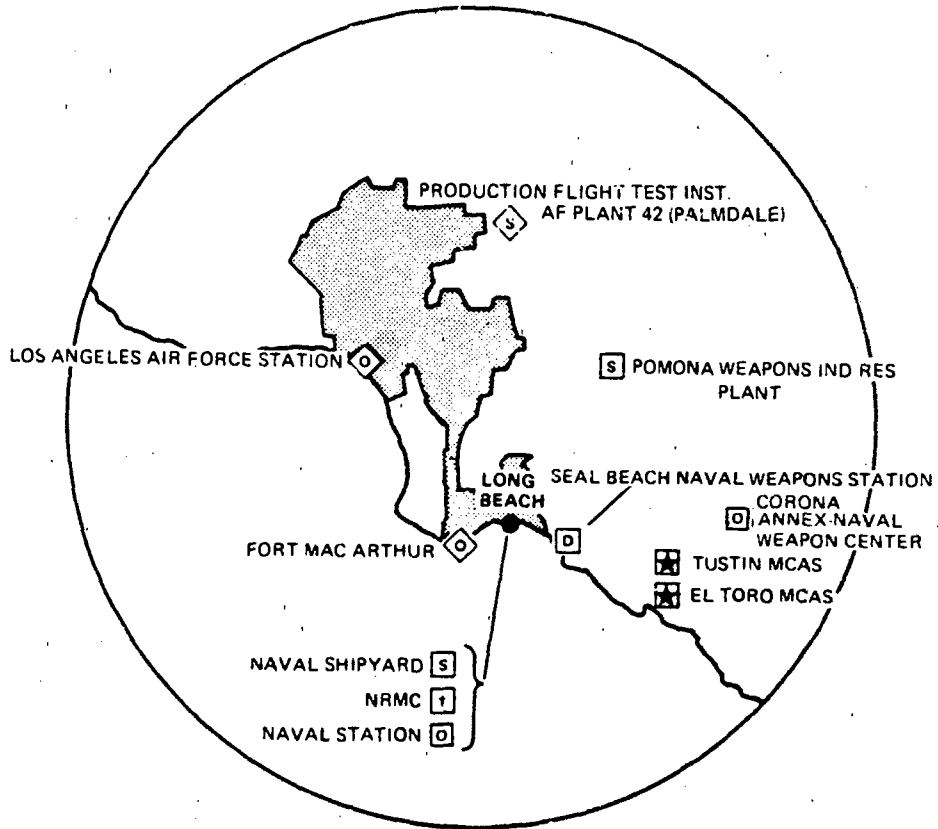 PRODUCTION FLIGHT TEST INST.
S AF PLANT 42 (PALMDALE)
LOS ANGELES AIR FORCE STATION O
S POMONA WEAPONS IND RES
PLANT
LONG
BEACH
SEAL BEACH NAVAL WEAPONS STATION
CORONA
O ANNEX-NAVAL
WEAPON CENTER
FORT MAC ARTHUR O
O
TUSTIN MCAS
EL TORO MCAS
NAVAL SHIPYARD S
NRMC †
NAVAL STATION O